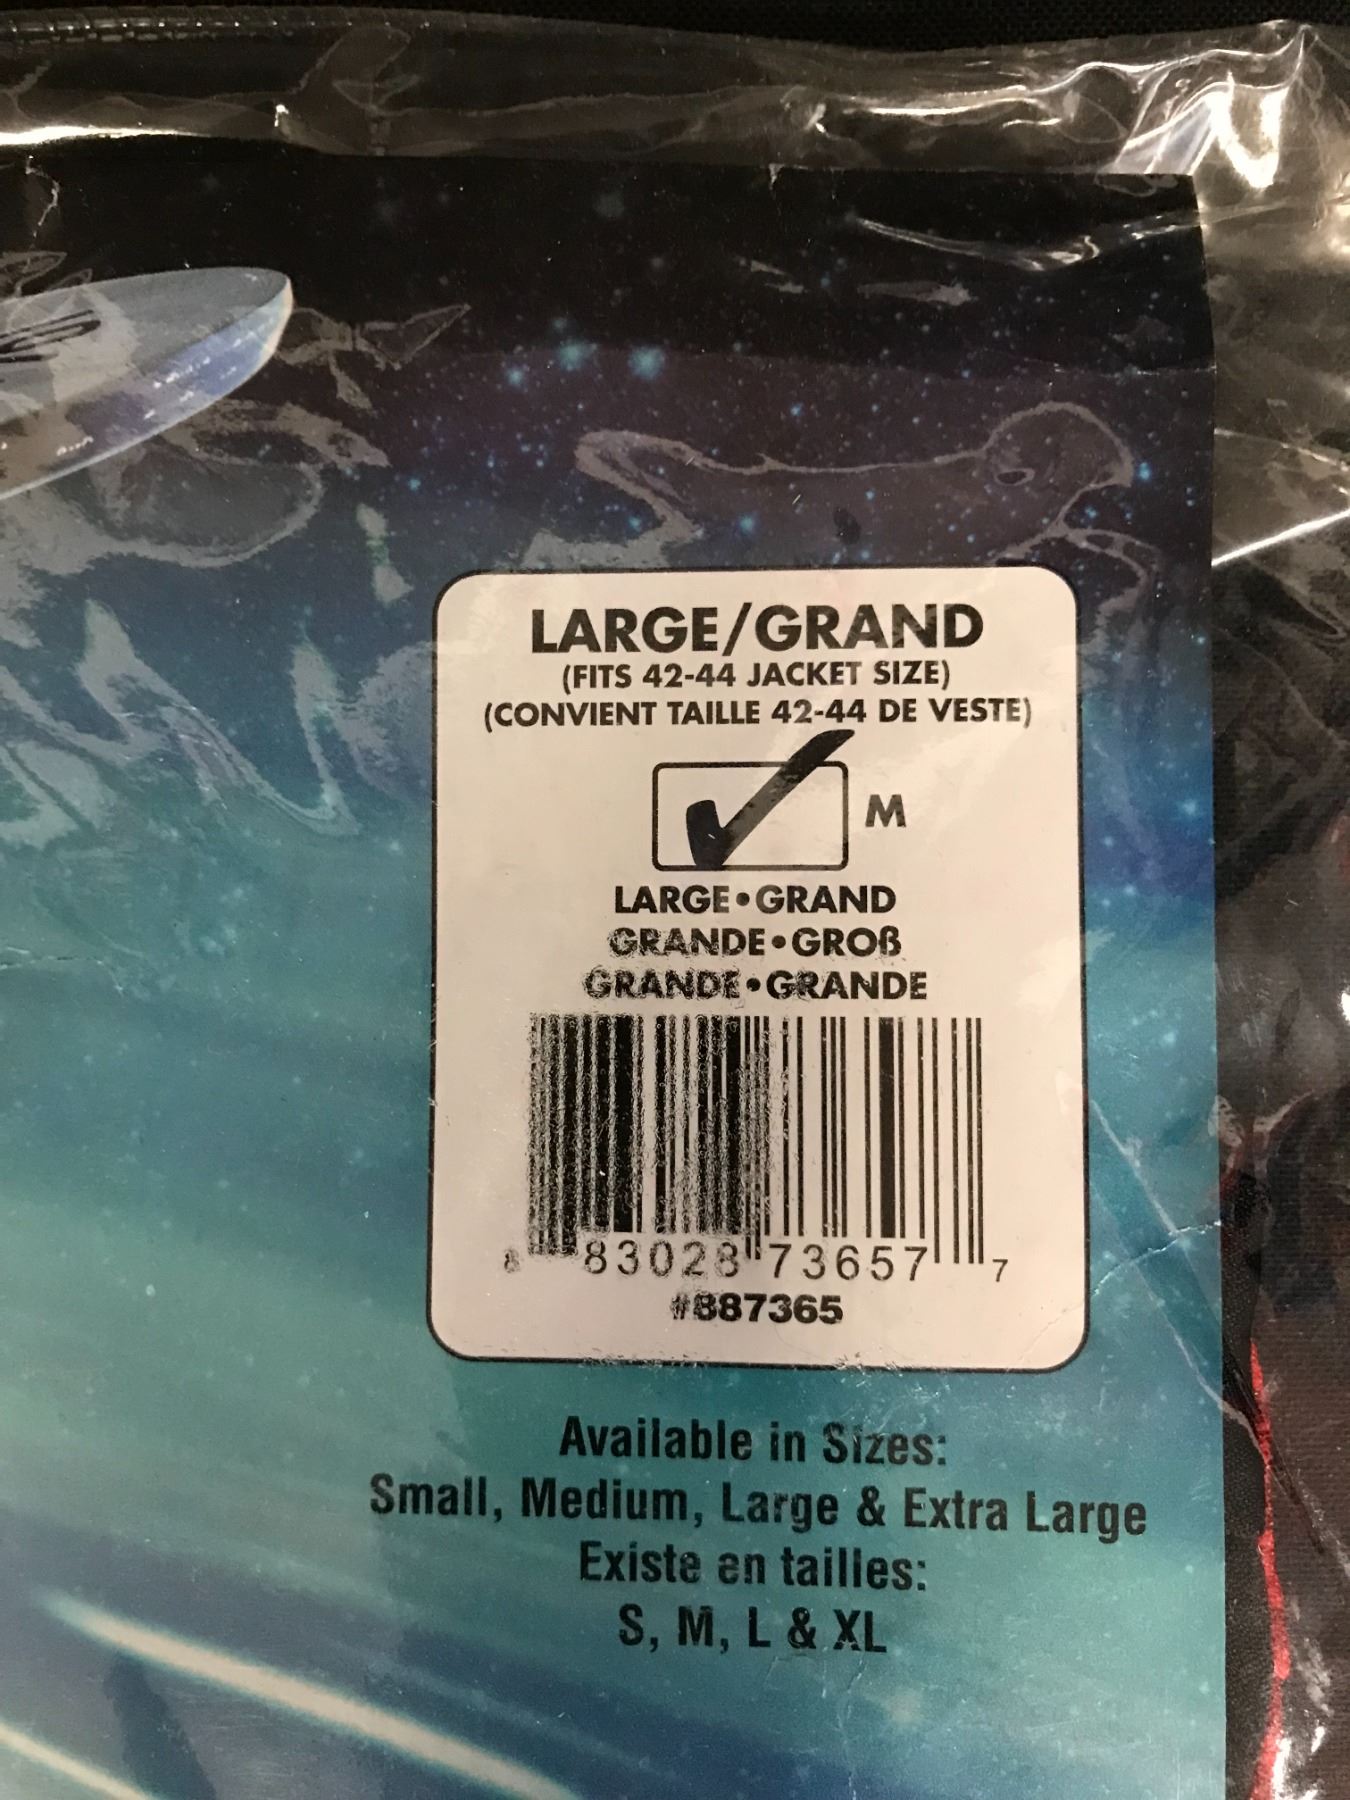 LARGE/GRAND
(FITS 42-44 JACKET SIZE)
(CONVIENT TAILLE 42-44 DE VESTE)
M
LARGE•GRAND
GRANDE•GROß
GRANDE•GRANDE
8 83028 73657 7
#887365
Available in Sizes:
Small, Medium, Large & Extra Large
Existe en tailles:
S, M, L & XL